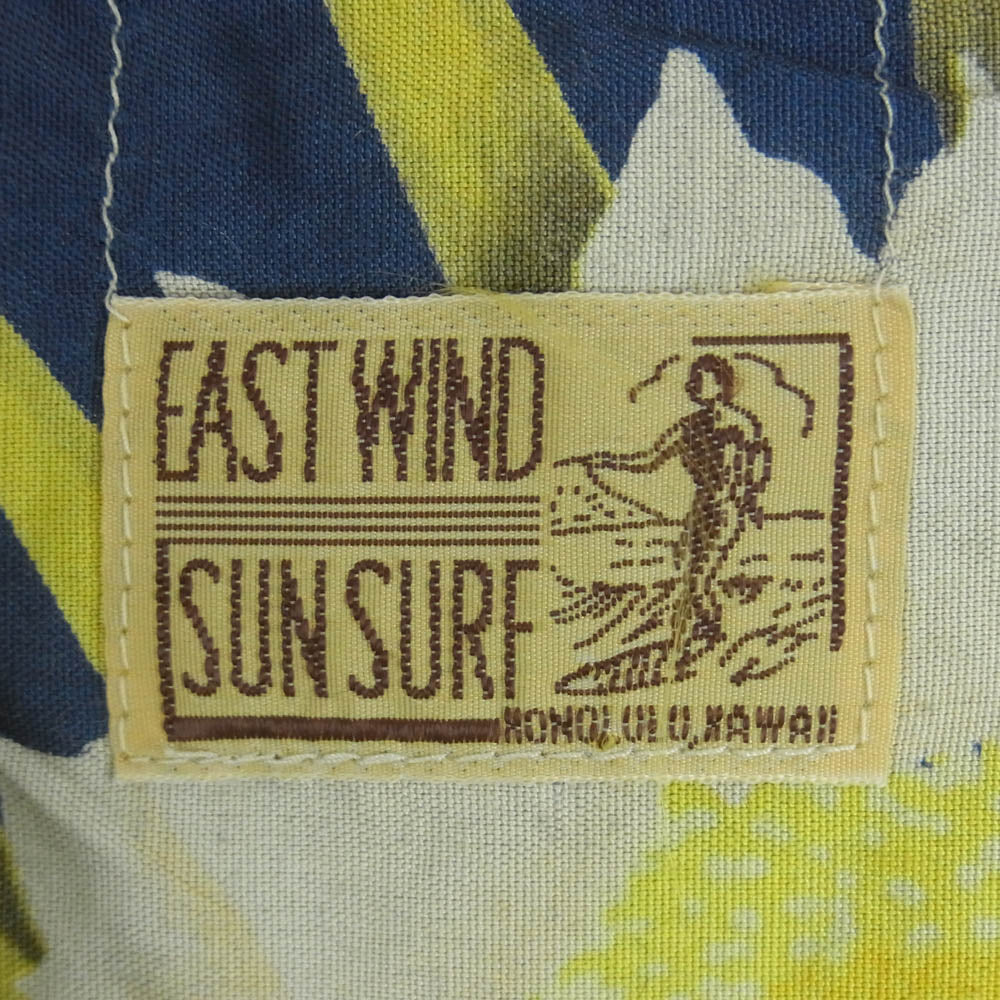 EAST WIND
SUN SURF
HONOLULU, HAWAII